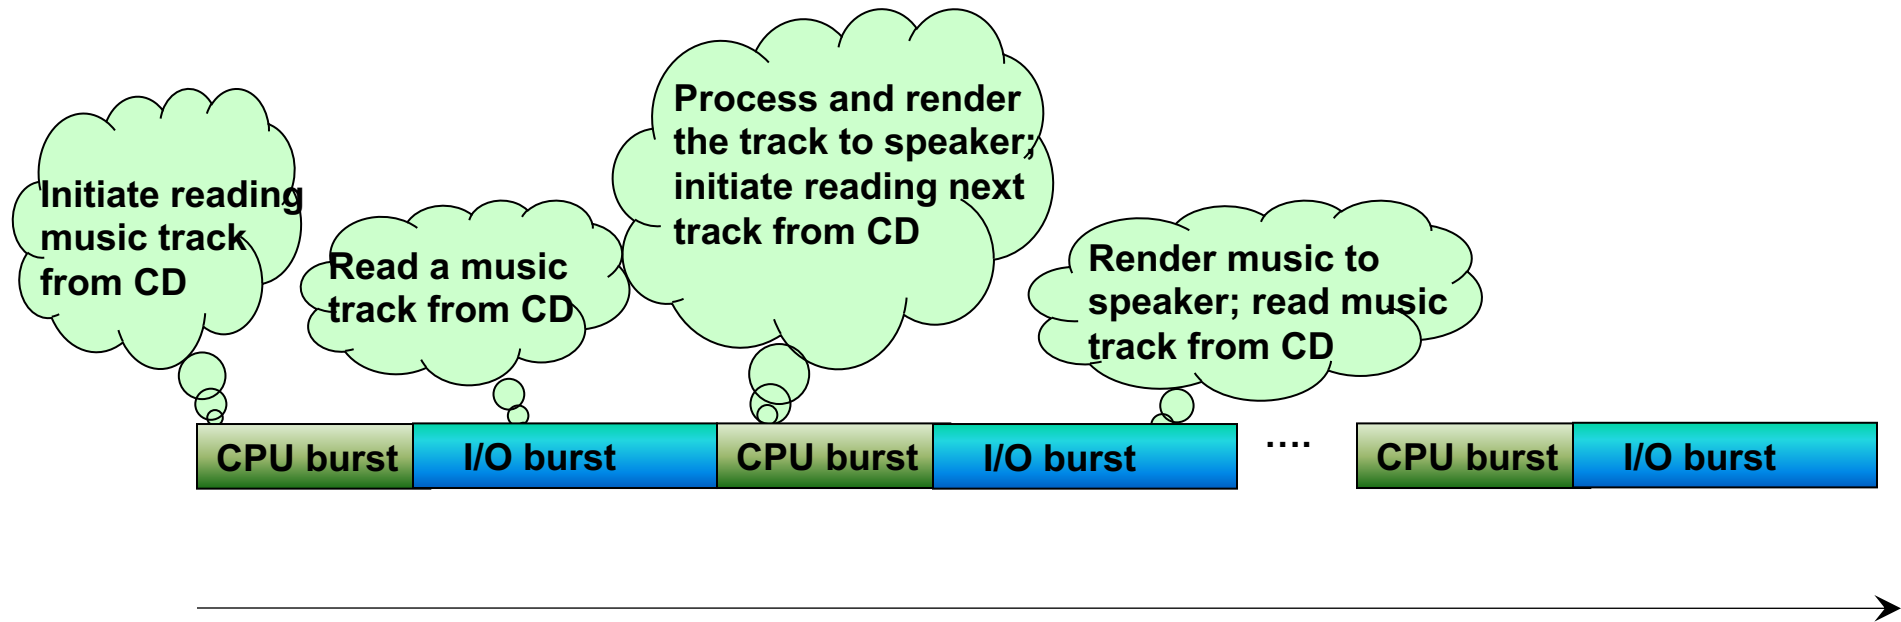 Initiate reading
music track
from CD
Read a music
track from CD
Process and render
the track to speaker;
initiate reading next
track from CD
Render music to
speaker; read music
track from CD
CPU burst
I/O burst
CPU burst
I/O burst
....
CPU burst
I/O burst